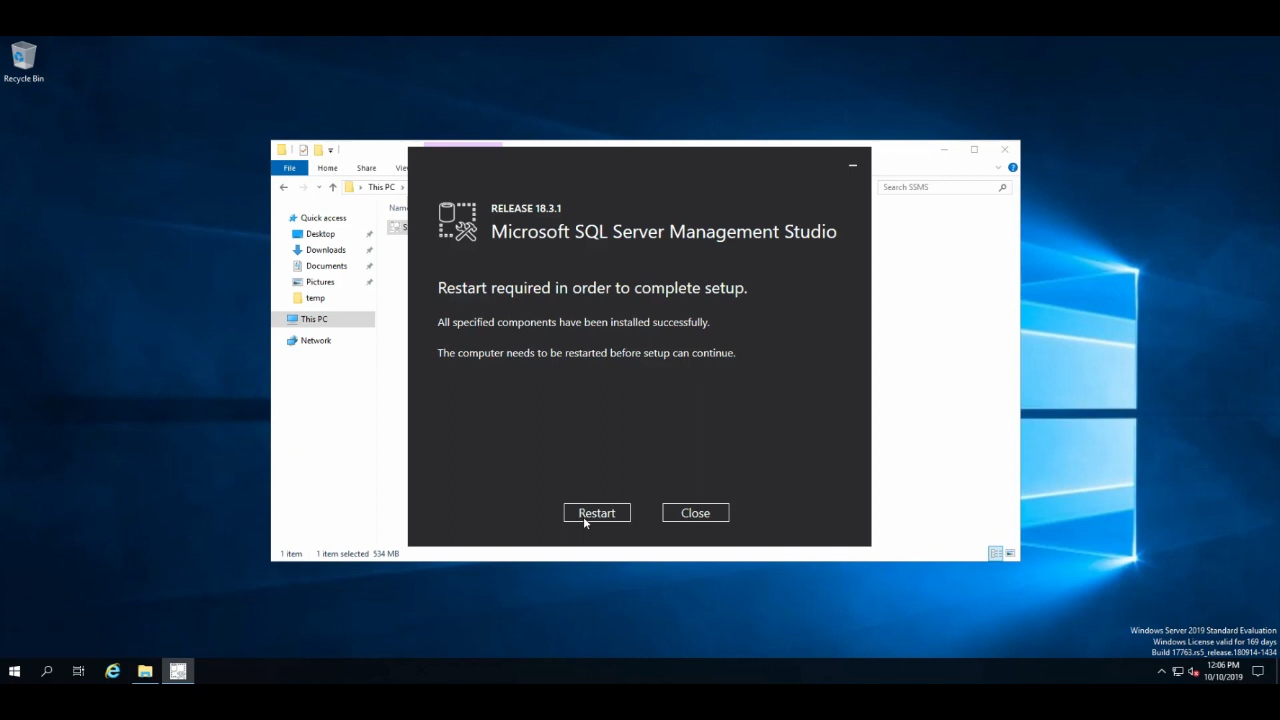 Recycle Bin
File
Home
Share
This PC
Search SSMS
Quick access
Desktop
Downloads
Documents
Pictures
temp
This PC
Network
RELEASE 18.3.1
Microsoft SQL Server Management Studio
Restart required in order to complete setup.
All specified components have been installed successfully.
The computer needs to be restarted before setup can continue.
Restart
Close
1 item
1 item selected 534 MB
Windows Server 2019 Standard Evaluation
Windows License valid for 169 days
Build 17763.rs5_release.180914-1434
12:06 PM
10/10/2019